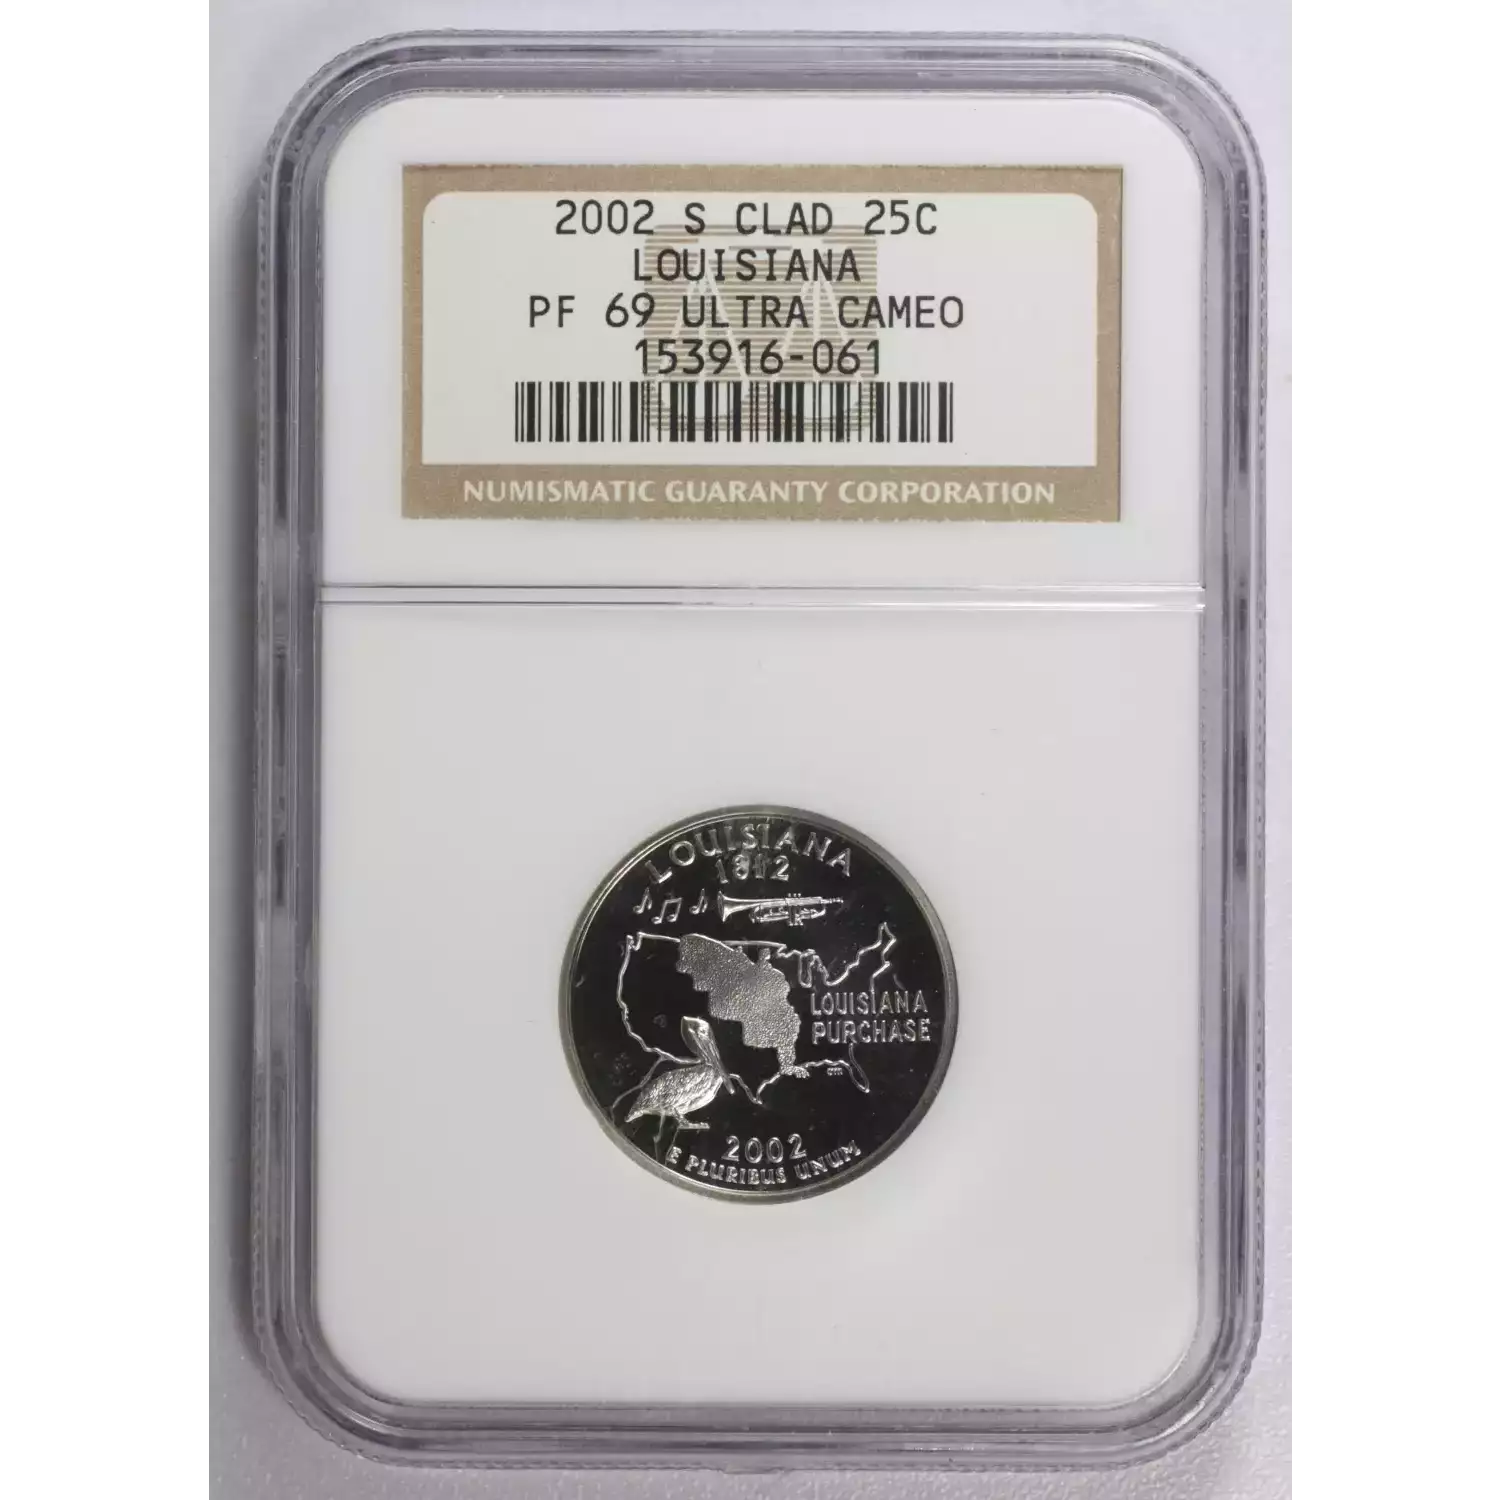 2002 S CLAD 25C
LOUISIANA
PF 69 ULTRA CAMEO
153916-061
NUMISMATIC GUARANTY CORPORATION
LOUISIANA
1812
LOUISIANA
PURCHASE
2002
E PLURIBUS UNUM